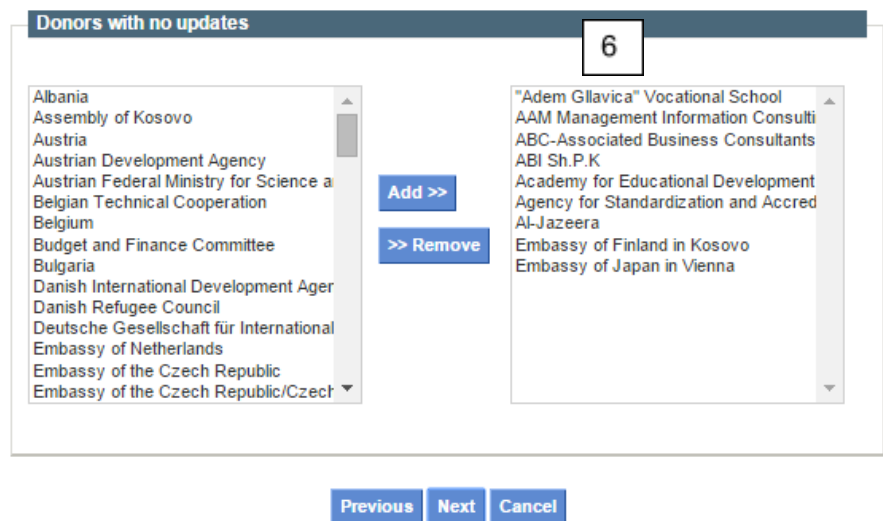 Donors with no updates
6
Albania
Assembly of Kosovo
Austria
Austrian Development Agency
Austrian Federal Ministry for Science a
Belgian Technical Cooperation
Belgium
Budget and Finance Committee
Bulgaria
Danish International Development Agen
Danish Refugee Council
Deutsche Gesellschaft für International
Embassy of Netherlands
Embassy of the Czech Republic
Embassy of the Czech Republic/Czech
Add >>
>> Remove
"Adem Gllavica" Vocational School
AAM Management Information Consulti
ABC-Associated Business Consultants
ABI Sh.P.K
Academy for Educational Development
Agency for Standardization and Accred
Al-Jazeera
Embassy of Finland in Kosovo
Embassy of Japan in Vienna
Previous Next Cancel